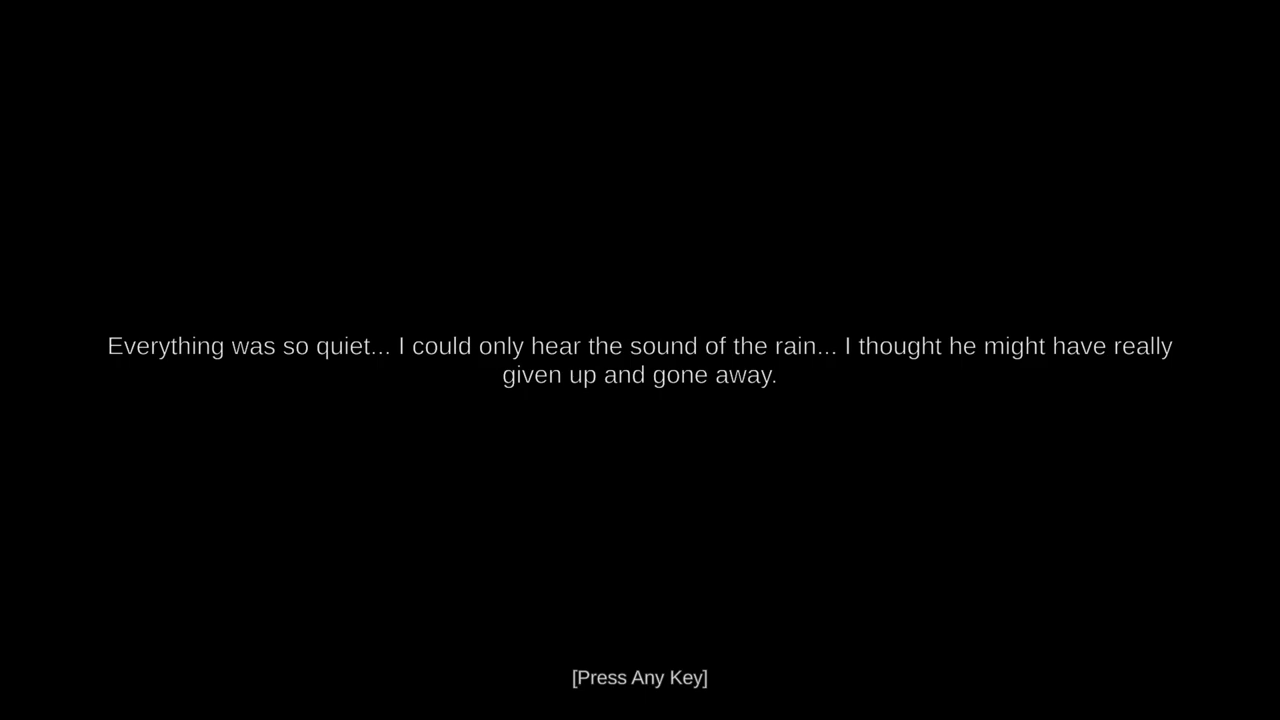 Everything was so quiet... I could only hear the sound of the rain... I thought he might have really
given up and gone away.
[Press Any Key]